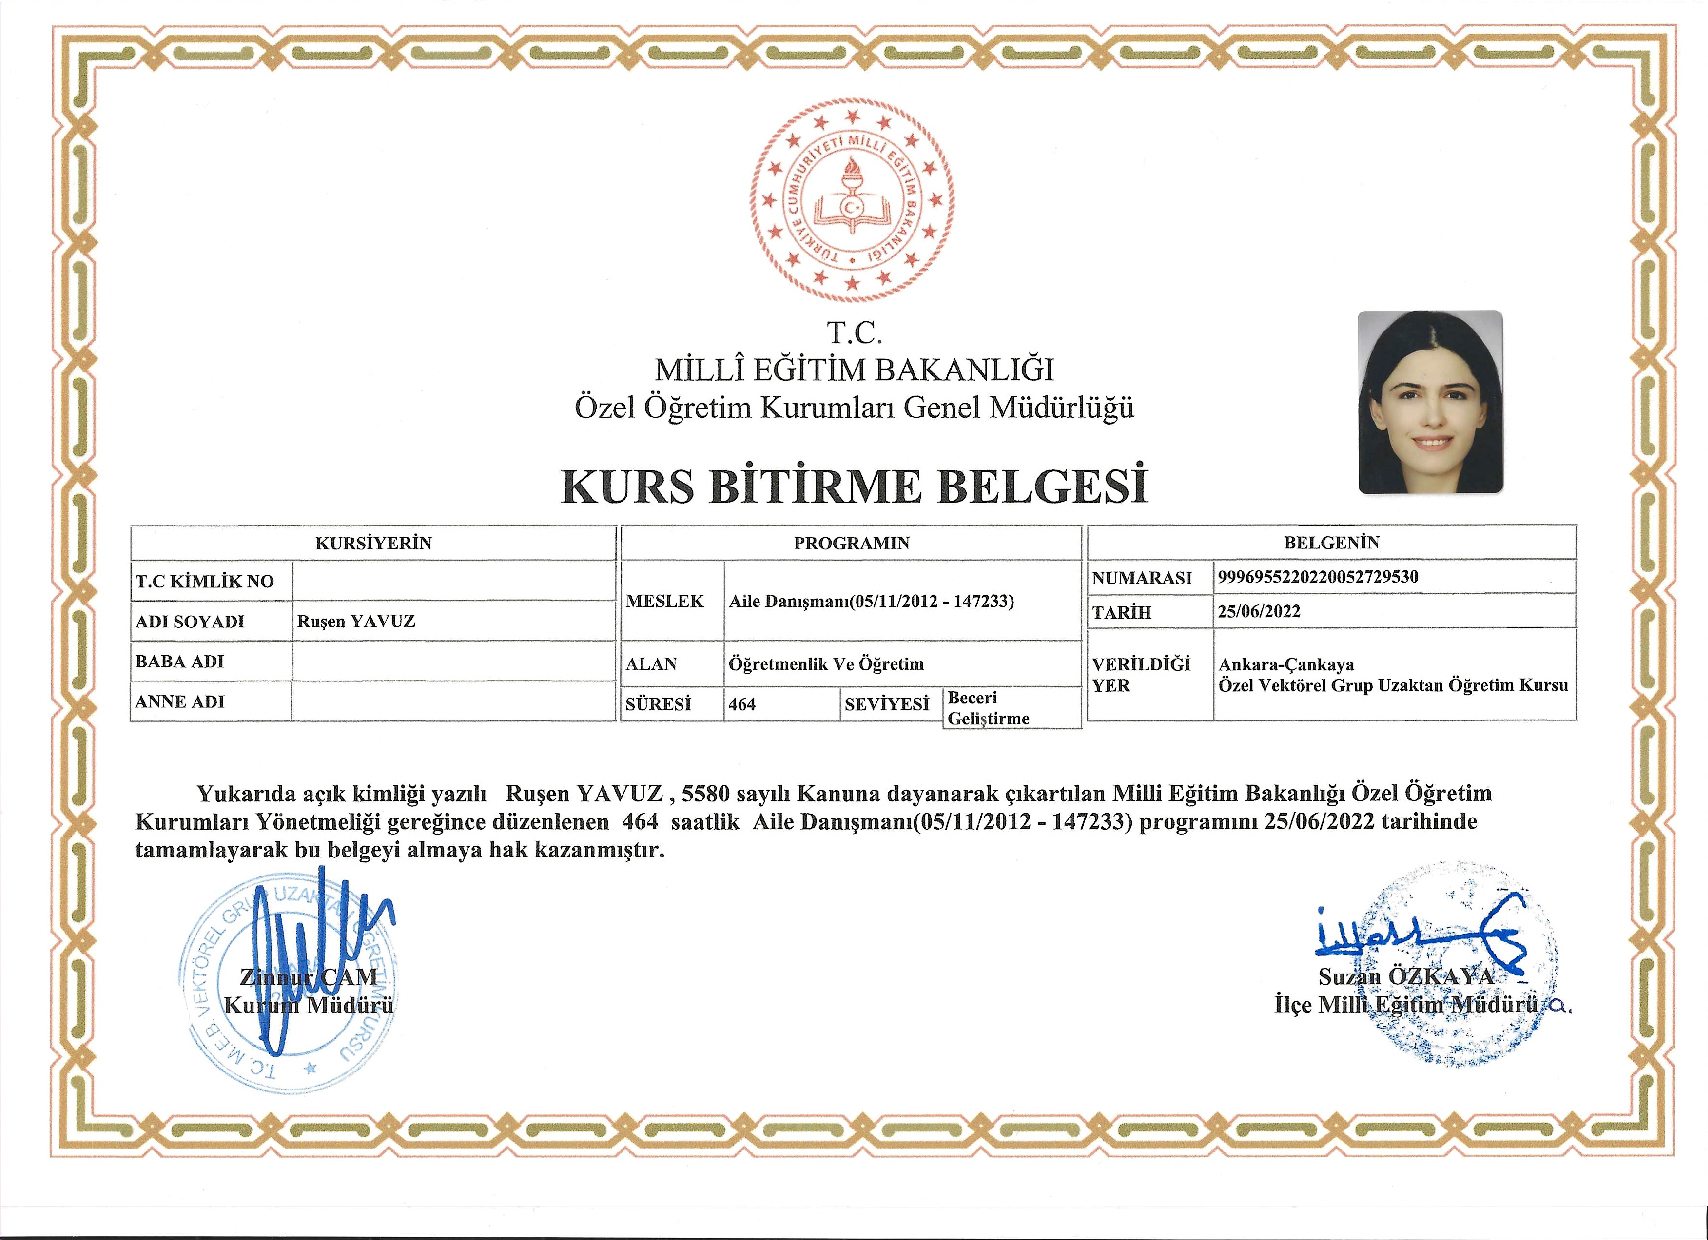 TÜRKİYE CUMHURİYETİ MİLLİ EĞİTİM BAKANLIĞI
T.C.
MİLLÎ EĞİTİM BAKANLIĞI
Özel Öğretim Kurumları Genel Müdürlüğü
KURS BİTİRME BELGESİ
KURSİYERİN
T.C KİMLİK NO
ADI SOYADI Ruşen YAVUZ
BABA ADI
ANNE ADI
PROGRAMIN
MESLEK Aile Danışmanı(05/11/2012 - 147233)
ALAN Öğretmenlik Ve Öğretim
SÜRESİ 464 SEVİYESİ Beceri
Geliştirme
BELGENİN
NUMARASI 9996955220220052729530
TARİH 25/06/2022
VERİLDİĞİ Ankara-Çankaya
YER Özel Vektörel Grup Uzaktan Öğretim Kursu
Yukarıda açık kimliği yazılı Ruşen YAVUZ , 5580 sayılı Kanuna dayanarak çıkartılan Milli Eğitim Bakanlığı Özel Öğretim
Kurumları Yönetmeliği gereğince düzenlenen 464 saatlik Aile Danışmanı(05/11/2012 - 147233) programını 25/06/2022 tarihinde
tamamlayarak bu belgeyi almaya hak kazanmıştır.
T.C. M.E.B. VEKTÖREL GRUP UZAKTAN ÖĞRETİM KURSU
Zinnur CAM
Kurum Müdürü
Suzan ÖZKAYA
İlçe Millî Eğitim Müdürü a.